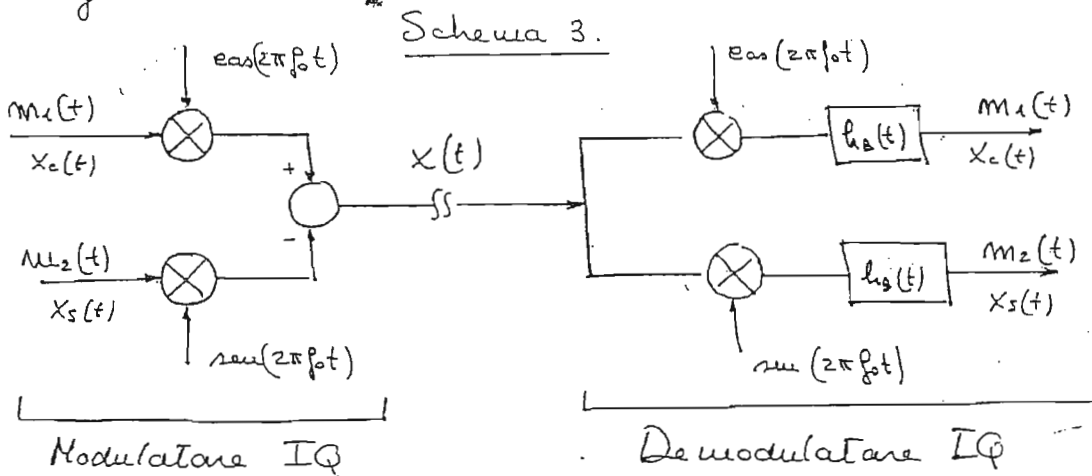 Schema 3.
cos(2πf₀t)
cos(2πf₀t)
m₁(t)
m₁(t)
Xc(t)
hB(t)
Xc(t)
+
X(t)
-
m₂(t)
m₂(t)
Xs(t)
hB(t)
Xs(t)
sen(2πf₀t)
sen(2πf₀t)
Modulatore IQ
Demodulatore IQ